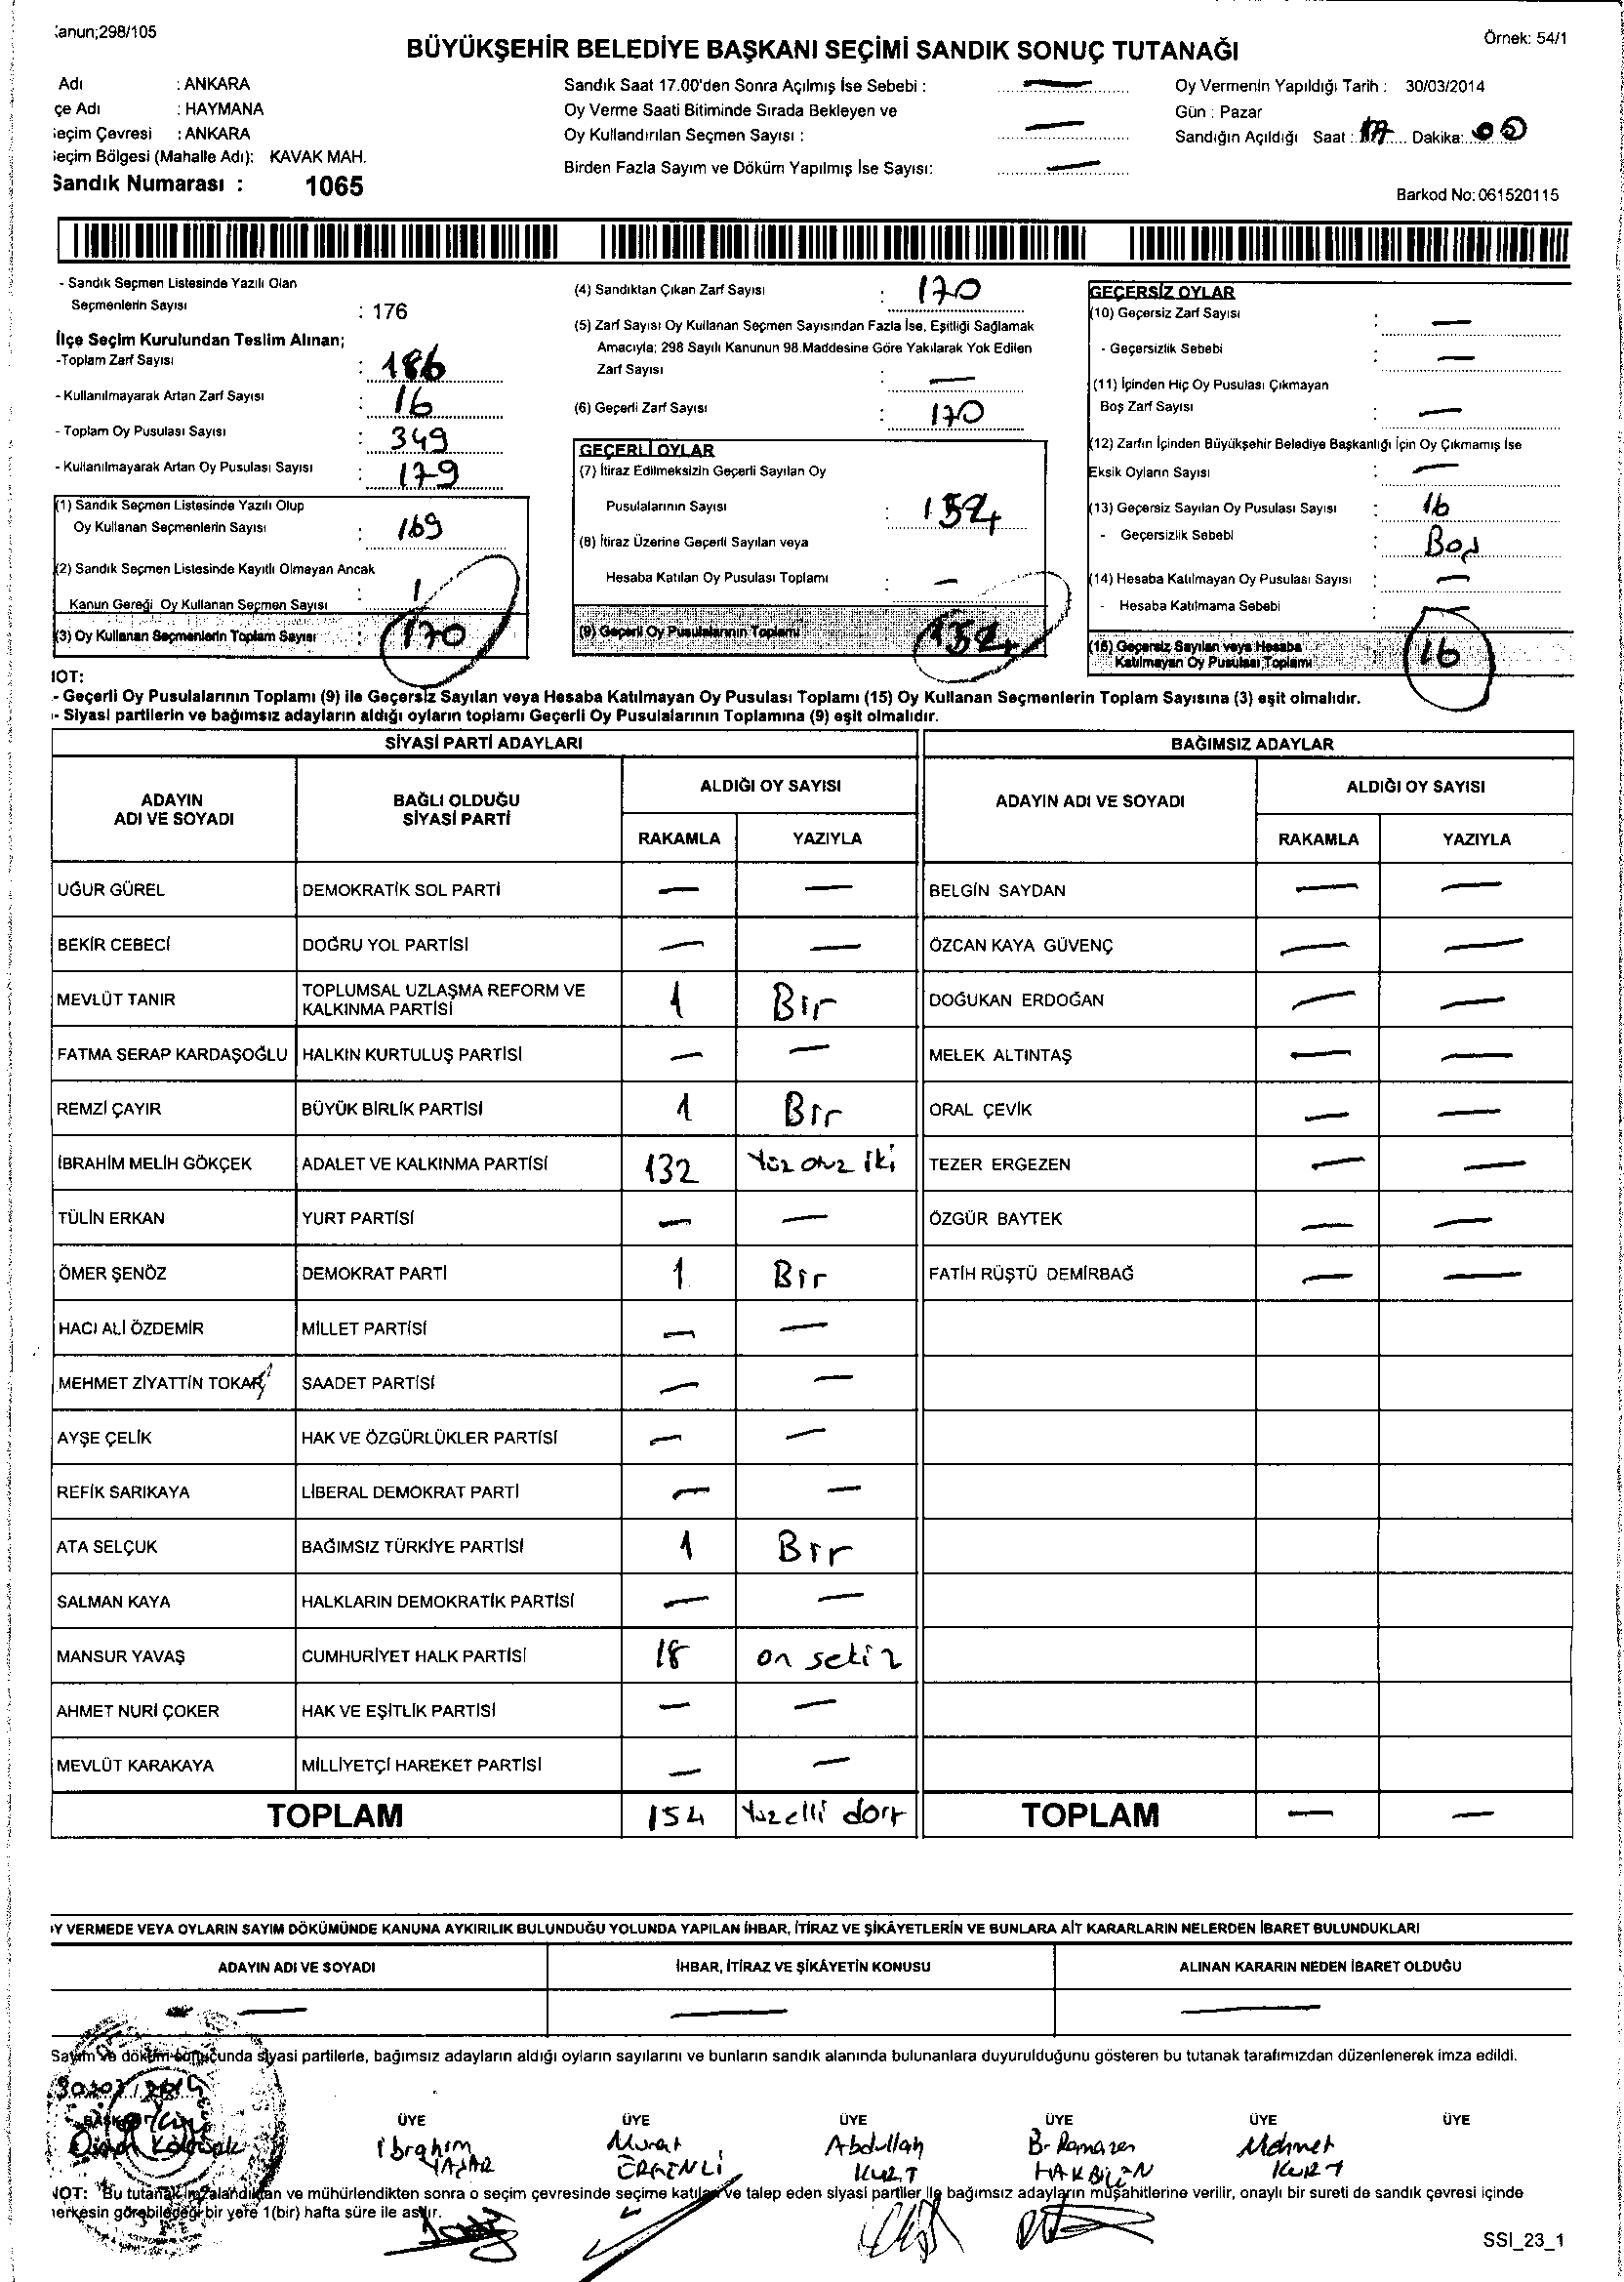 anun;298/105
Örnek: 54/1
BÜYÜKŞEHİR BELEDİYE BAŞKANI SEÇİMİ SANDIK SONUÇ TUTANAĞI
Adı : ANKARA
çe Adı : HAYMANA
eçim Çevresi : ANKARA
eçim Bölgesi (Mahalle Adı): KAVAK MAH.
Sandık Numarası : 1065
Sandık Saat 17.00'den Sonra Açılmış İse Sebebi : —
Oy Verme Saati Bitiminde Sırada Bekleyen ve
Oy Kullandırılan Seçmen Sayısı : —
Birden Fazla Sayım ve Döküm Yapılmış İse Sayısı: —
Oy Vermenin Yapıldığı Tarih : 30/03/2014
Gün : Pazar
Sandığın Açıldığı Saat : 17 Dakika: 00
Barkod No: 061520115
- Sandık Seçmen Listesinde Yazılı Olan
Seçmenlerin Sayısı : 176
İlçe Seçim Kurulundan Teslim Alınan;
-Toplam Zarf Sayısı : 186
- Kullanılmayarak Artan Zarf Sayısı : 16
- Toplam Oy Pusulası Sayısı : 349
- Kullanılmayarak Artan Oy Pusulası Sayısı : 179
(1) Sandık Seçmen Listesinde Yazılı Olup
Oy Kullanan Seçmenlerin Sayısı : 169
(2) Sandık Seçmen Listesinde Kayıtlı Olmayan Ancak
Kanun Gereği Oy Kullanan Seçmen Sayısı : 1
(3) Oy Kullanan Seçmenlerin Toplam Sayısı : 170
(4) Sandıktan Çıkan Zarf Sayısı : 170
(5) Zarf Sayısı Oy Kullanan Seçmen Sayısından Fazla İse, Eşitliği Sağlamak
Amacıyla; 298 Sayılı Kanunun 98.Maddesine Göre Yakılarak Yok Edilen
Zarf Sayısı : —
(6) Geçerli Zarf Sayısı : 170
GEÇERLİ OYLAR
(7) İtiraz Edilmeksizin Geçerli Sayılan Oy
Pusulalarının Sayısı : 154
(8) İtiraz Üzerine Geçerli Sayılan veya
Hesaba Katılan Oy Pusulası Toplamı : —
(9) Geçerli Oy Pusulalarının Toplamı 154
GEÇERSİZ OYLAR
(10) Geçersiz Zarf Sayısı : —
- Geçersizlik Sebebi : —
(11) İçinden Hiç Oy Pusulası Çıkmayan
Boş Zarf Sayısı : —
(12) Zarfın İçinden Büyükşehir Belediye Başkanlığı İçin Oy Çıkmamış İse
Eksik Oyların Sayısı : —
(13) Geçersiz Sayılan Oy Pusulası Sayısı : 16
- Geçersizlik Sebebi : Boş
(14) Hesaba Katılmayan Oy Pusulası Sayısı : —
- Hesaba Katılmama Sebebi : —
(15) Geçersiz Sayılan veya Hesaba
Katılmayan Oy Pusulası Toplamı : 16
NOT:
- Geçerli Oy Pusulalarının Toplamı (9) ile Geçersiz Sayılan veya Hesaba Katılmayan Oy Pusulası Toplamı (15) Oy Kullanan Seçmenlerin Toplam Sayısına (3) eşit olmalıdır.
- Siyasi partilerin ve bağımsız adayların aldığı oyların toplamı Geçerli Oy Pusulalarının Toplamına (9) eşit olmalıdır.
SİYASİ PARTİ ADAYLARI BAĞIMSIZ ADAYLAR
ADAYIN ADI VE SOYADI BAĞLI OLDUĞU SİYASİ PARTİ ALDIĞI OY SAYISI ADAYIN ADI VE SOYADI ALDIĞI OY SAYISI
RAKAMLA YAZIYLA RAKAMLA YAZIYLA
UĞUR GÜREL DEMOKRATİK SOL PARTİ — — BELGİN SAYDAN — —
BEKİR CEBECİ DOĞRU YOL PARTİSİ — — ÖZCAN KAYA GÜVENÇ — —
MEVLÜT TANIR TOPLUMSAL UZLAŞMA REFORM VE KALKINMA PARTİSİ 1 Bir DOĞUKAN ERDOĞAN — —
FATMA SERAP KARDAŞOĞLU HALKIN KURTULUŞ PARTİSİ — — MELEK ALTINTAŞ — —
REMZİ ÇAYIR BÜYÜK BİRLİK PARTİSİ 1 Bir ORAL ÇEVİK — —
İBRAHİM MELİH GÖKÇEK ADALET VE KALKINMA PARTİSİ 132 Yüz otuz iki TEZER ERGEZEN — —
TÜLİN ERKAN YURT PARTİSİ — — ÖZGÜR BAYTEK — —
ÖMER ŞENÖZ DEMOKRAT PARTİ 1 Bir FATİH RÜŞTÜ DEMİRBAĞ — —
HACI ALİ ÖZDEMİR MİLLET PARTİSİ — —
MEHMET ZİYATTİN TOKAR SAADET PARTİSİ — —
AYŞE ÇELİK HAK VE ÖZGÜRLÜKLER PARTİSİ — —
REFİK SARIKAYA LİBERAL DEMOKRAT PARTİ — —
ATA SELÇUK BAĞIMSIZ TÜRKİYE PARTİSİ 1 Bir
SALMAN KAYA HALKLARIN DEMOKRATİK PARTİSİ — —
MANSUR YAVAŞ CUMHURİYET HALK PARTİSİ 18 on sekiz
AHMET NURİ ÇOKER HAK VE EŞİTLİK PARTİSİ — —
MEVLÜT KARAKAYA MİLLİYETÇİ HAREKET PARTİSİ — —
TOPLAM 154 Yüzelli dört TOPLAM — —
Y VERMEDE VEYA OYLARIN SAYIM DÖKÜMÜNDE KANUNA AYKIRILIK BULUNDUĞU YOLUNDA YAPILAN İHBAR, İTİRAZ VE ŞİKÂYETLERİN VE BUNLARA AİT KARARLARIN NELERDEN İBARET BULUNDUKLARI
ADAYIN ADI VE SOYADI İHBAR, İTİRAZ VE ŞİKÂYETİN KONUSU ALINAN KARARIN NEDEN İBARET OLDUĞU
— — —
Sayım ve döküm sonucunda siyasi partilerle, bağımsız adayların aldığı oyların sayılarını ve bunların sandık alanında bulunanlara duyurulduğunu gösteren bu tutanak tarafımızdan düzenlenerek imza edildi.
30/03/2014
BAŞKAN ÜYE ÜYE ÜYE ÜYE ÜYE ÜYE
İbrahim Murat Abdullah B. Ramazan Mehmet
YAŞAR ERGENLİ KURT HAKBİLEN KURT
NOT: Bu tutanak imzalandıktan ve mühürlendikten sonra o seçim çevresinde seçime katılan ve talep eden siyasi partiler ile bağımsız adayların müşahitlerine verilir, onaylı bir sureti de sandık çevresi içinde
herkesin görebileceği bir yere 1(bir) hafta süre ile asılır.
SSI_23_1